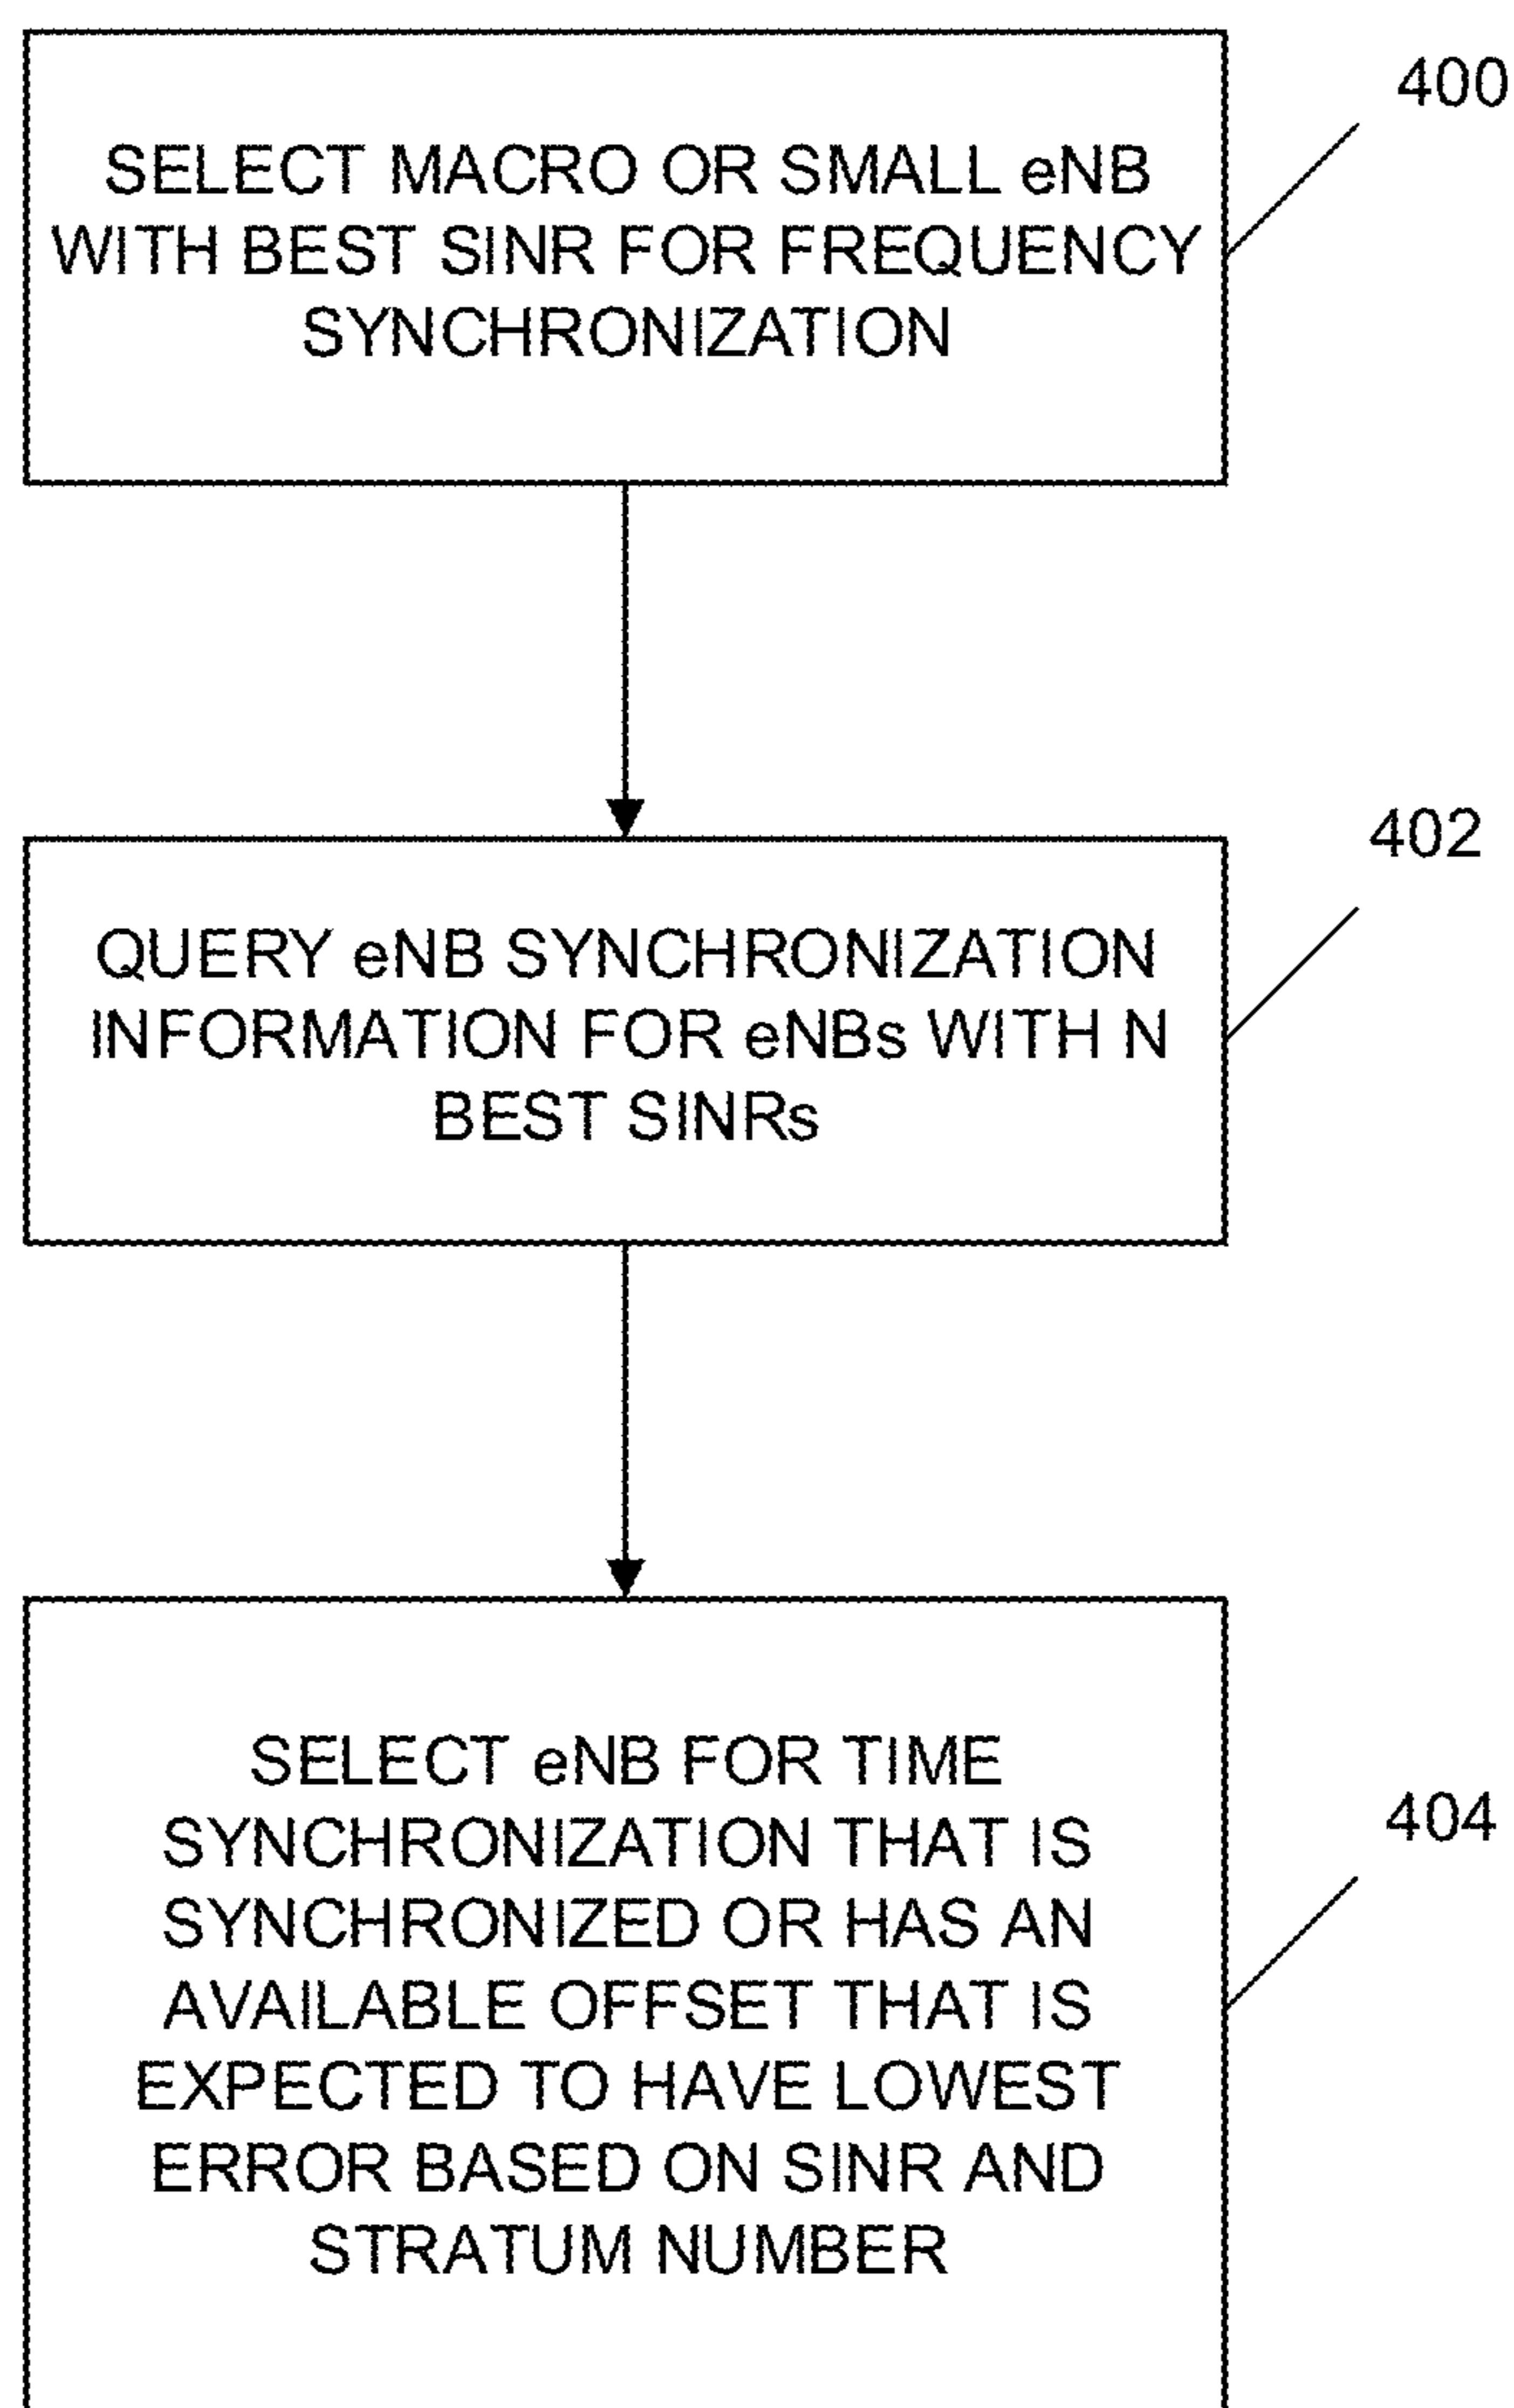 400
SELECT MACRO OR SMALL eNB
WITH BEST SINR FOR FREQUENCY
SYNCHRONIZATION
402
QUERY eNB SYNCHRONIZATION
INFORMATION FOR eNBs WITH N
BEST SINRs
404
SELECT eNB FOR TIME
SYNCHRONIZATION THAT IS
SYNCHRONIZED OR HAS AN
AVAILABLE OFFSET THAT IS
EXPECTED TO HAVE LOWEST
ERROR BASED ON SINR AND
STRATUM NUMBER